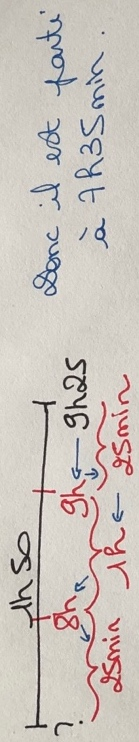 1h50
? 8h 9h 9h25
25min 1h 25min
Donc il est parti
à 7h35min.